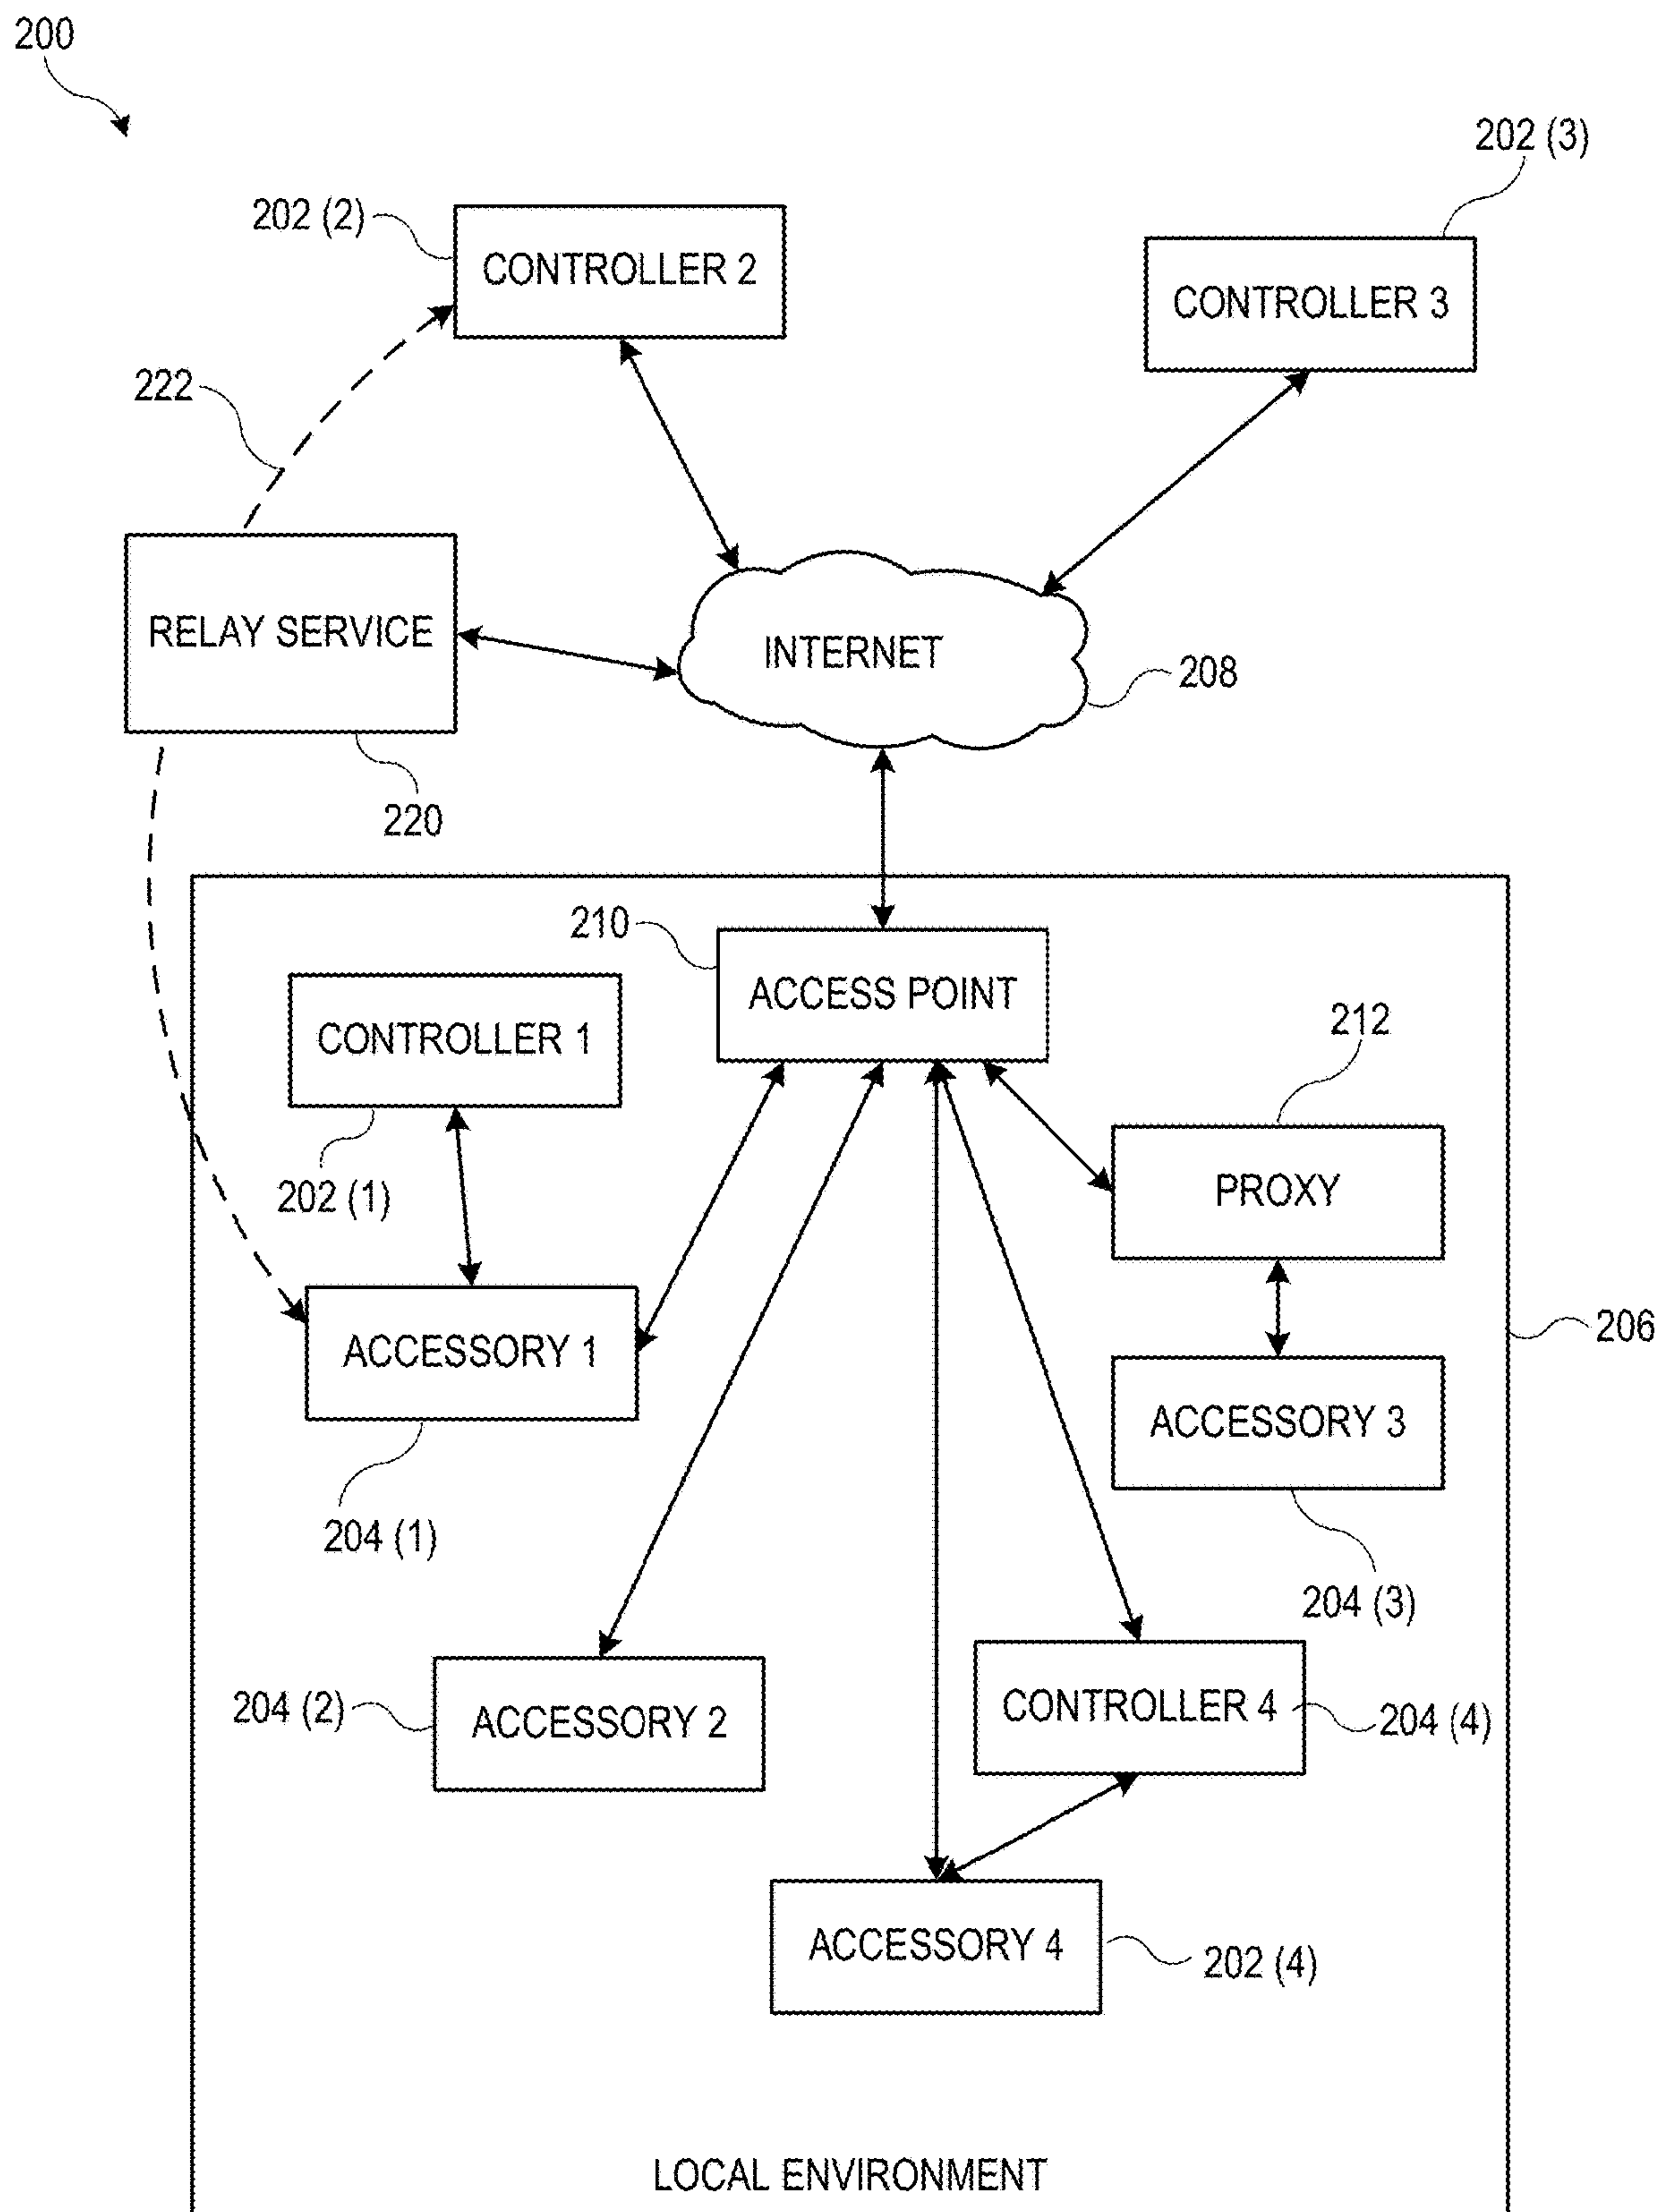 200
202 (3)
202 (2)
CONTROLLER 2
CONTROLLER 3
222
RELAY SERVICE
INTERNET
208
220
210
ACCESS POINT
CONTROLLER 1
212
202 (1)
PROXY
206
ACCESSORY 1
ACCESSORY 3
204 (1)
204 (3)
204 (2)
ACCESSORY 2
CONTROLLER 4
204 (4)
ACCESSORY 4
202 (4)
LOCAL ENVIRONMENT